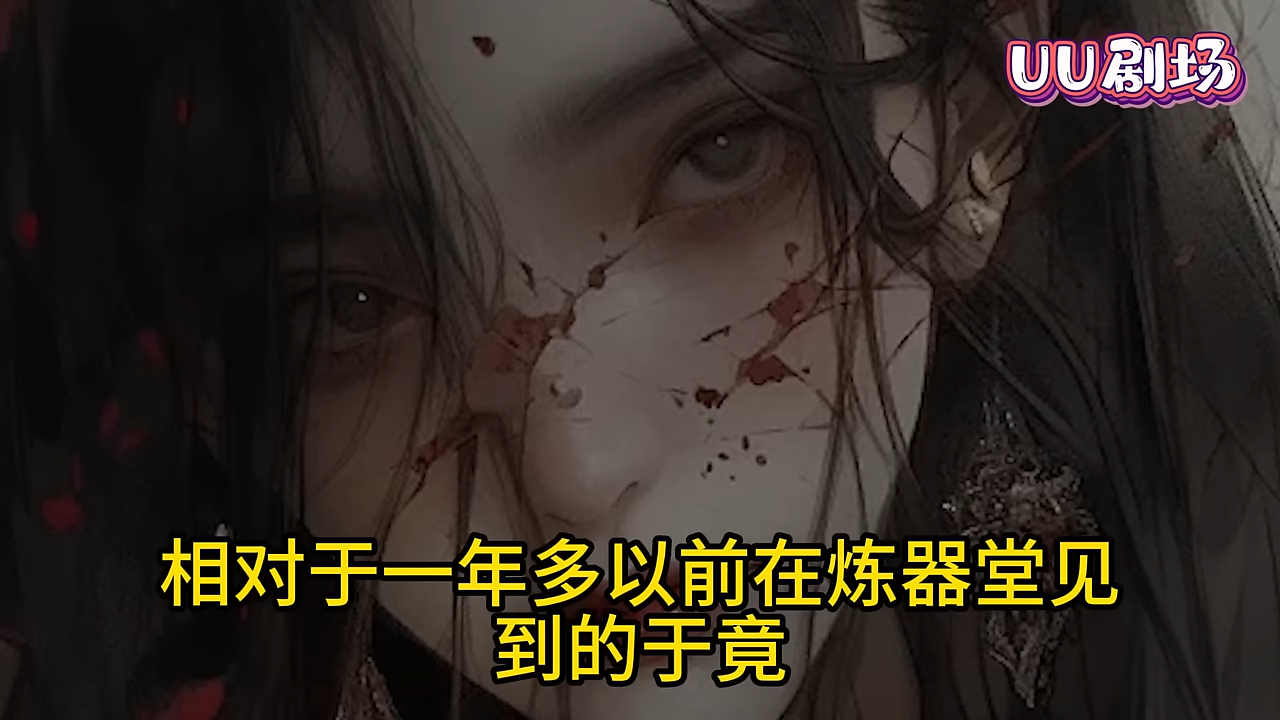 UU剧场
相对于一年多以前在炼器堂见
到的于竟